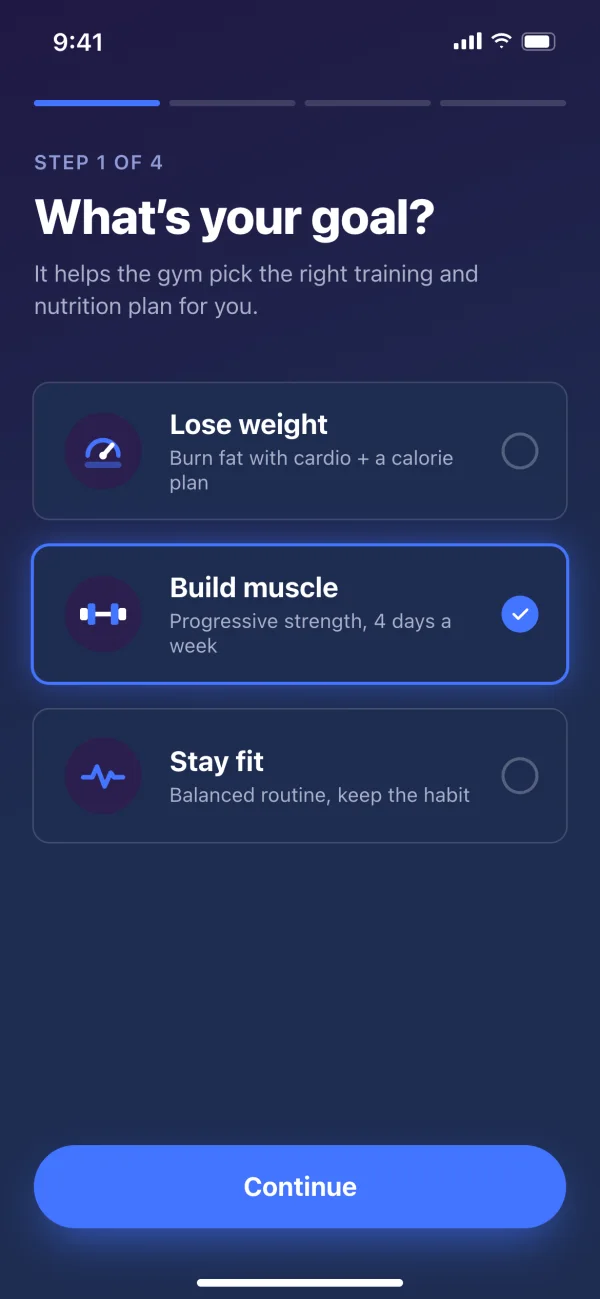 9:41
STEP 1 OF 4
What's your goal?
It helps the gym pick the right training and
nutrition plan for you.
Lose weight
Burn fat with cardio + a calorie
plan
Build muscle
Progressive strength, 4 days a
week
Stay fit
Balanced routine, keep the habit
Continue